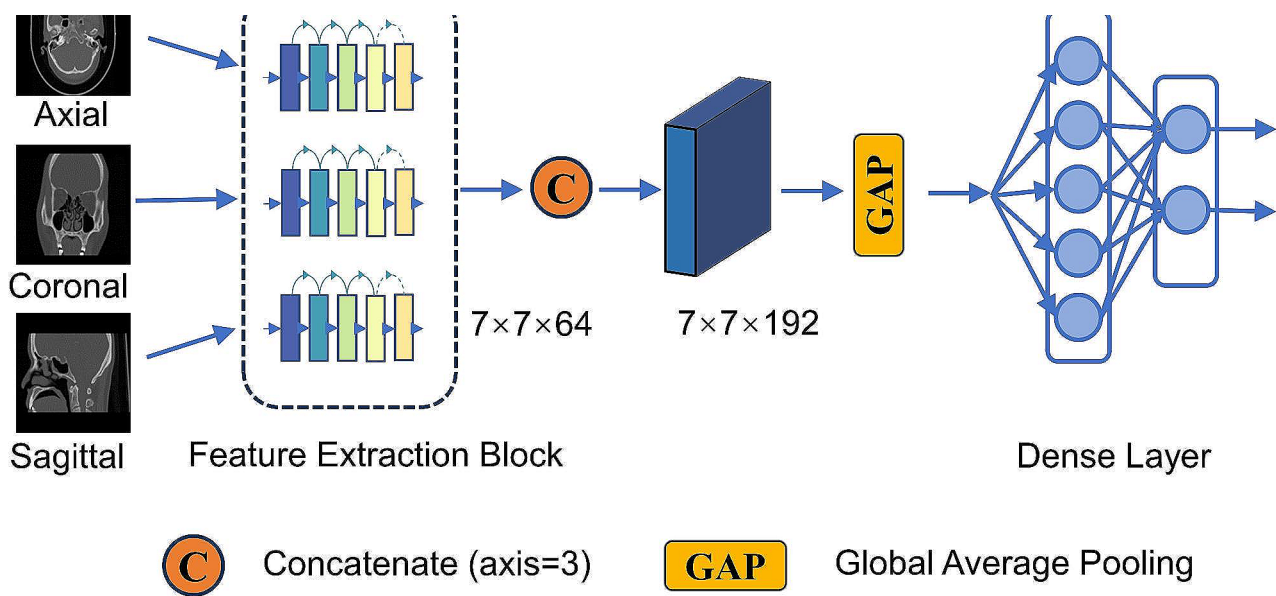 Axial
Coronal
Sagittal
Feature Extraction Block
7×7×64
C
7×7×192
GAP
Dense Layer
C Concatenate (axis=3)
GAP Global Average Pooling